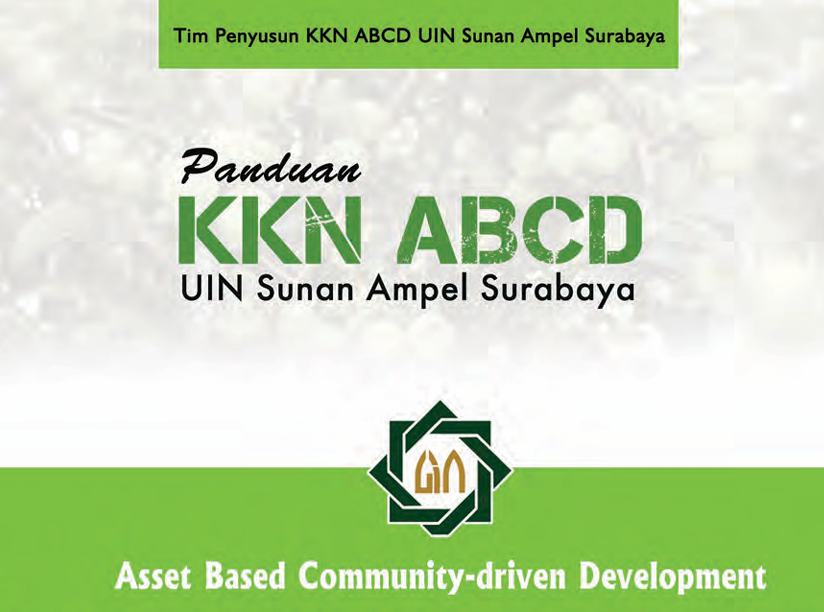 Tim Penyusun KKN ABCD UIN Sunan Ampel Surabaya
Panduan
KKN ABCD
UIN Sunan Ampel Surabaya
UIN
Asset Based Community-driven Development